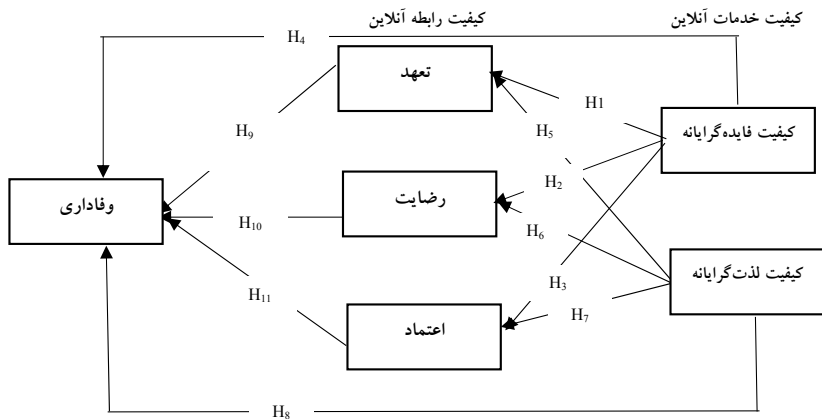 کیفیت خدمات آنلاین
کیفیت رابطه آنلاین
H4
تعهد
H1
کیفیت فایده‌گرایانه
H9
H5
وفاداری
رضایت
H2
H10
H6
کیفیت لذت‌گرایانه
H3
H11
اعتماد
H7
H8